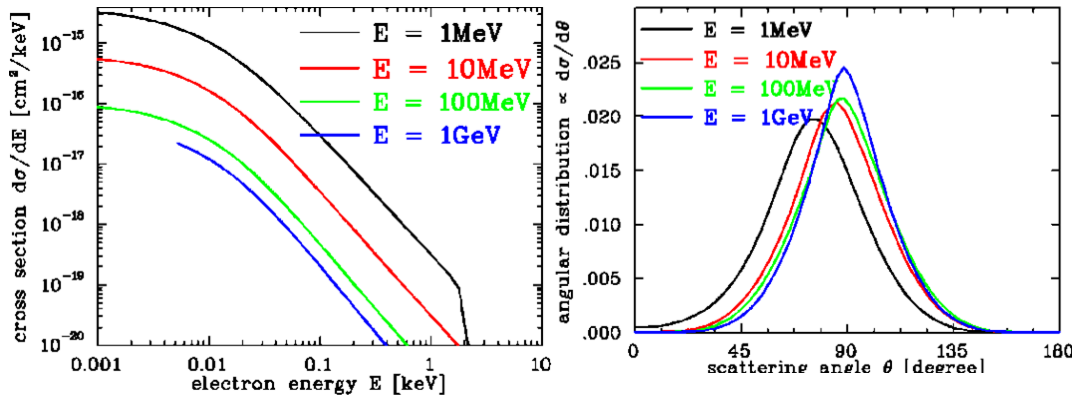 cross section dσ/dE [cm²/keV]
10⁻¹⁵
10⁻¹⁶
10⁻¹⁷
10⁻¹⁸
10⁻¹⁹
10⁻²⁰
E = 1MeV
E = 10MeV
E = 100MeV
E = 1GeV
0.001 0.01 0.1 1 10
electron energy E [keV]
angular distribution ∝ dσ/dθ
.025
.020
.015
.010
.005
.000
E = 1MeV
E = 10MeV
E = 100MeV
E = 1GeV
0 45 90 135 180
scattering angle θ [degree]